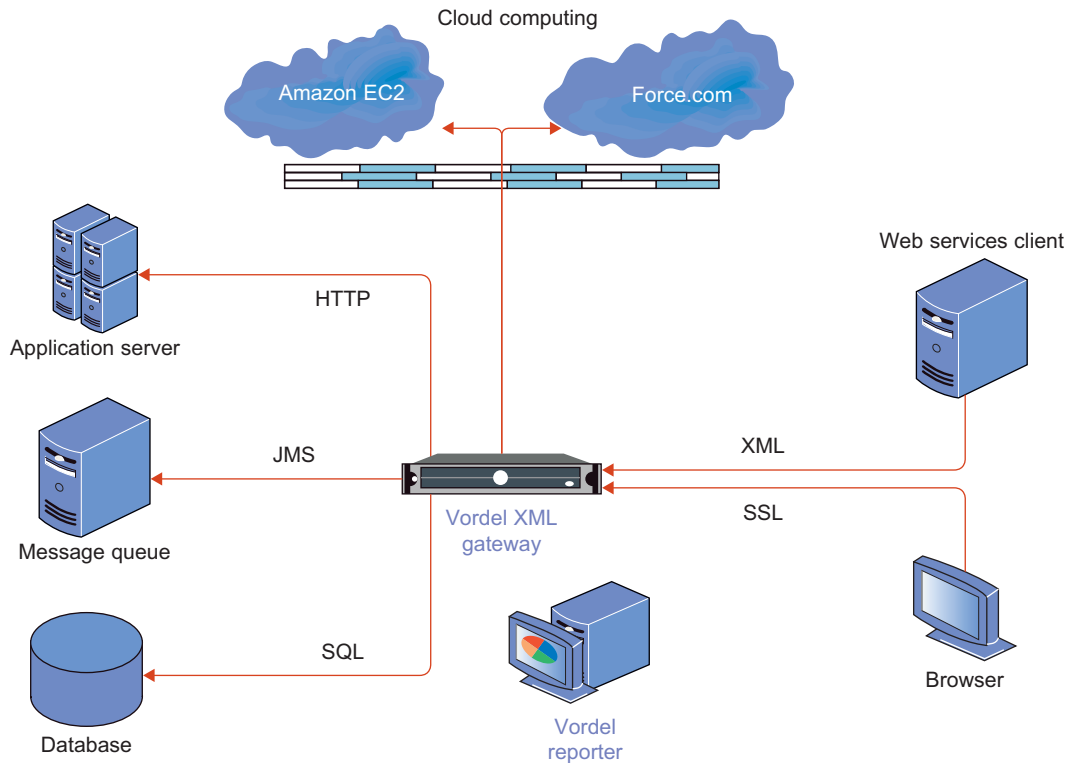 Cloud computing
Amazon EC2
Force.com
Web services client
HTTP
Application server
XML
JMS
Vordel XML
gateway
SSL
Message queue
SQL
Browser
Database
Vordel
reporter